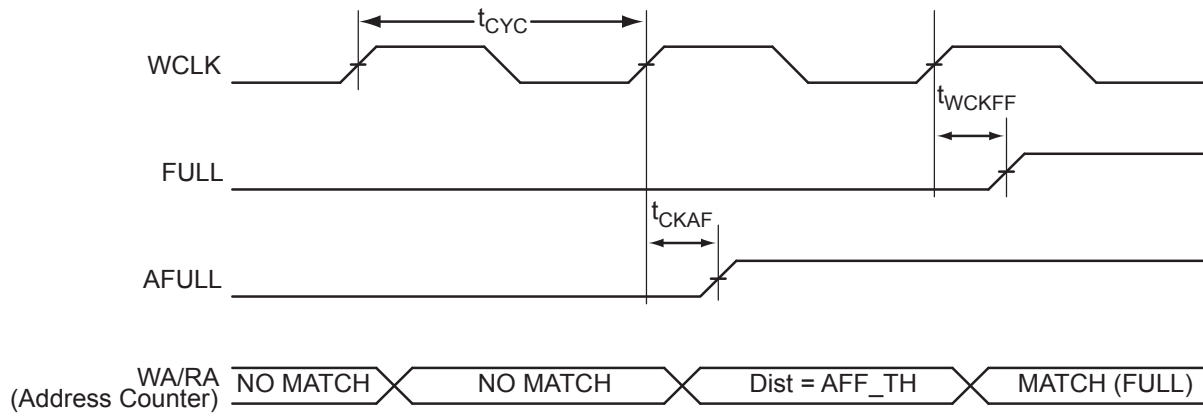 tCYC
WCLK
tWCKFF
FULL
tCKAF
AFULL
WA/RA
(Address Counter)
NO MATCH
NO MATCH
Dist = AFF_TH
MATCH (FULL)